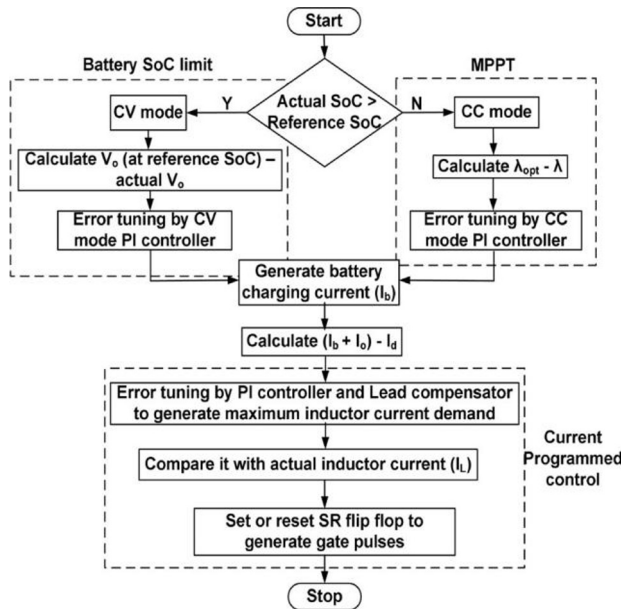 Start
Battery SoC limit
MPPT
Actual SoC >
Reference SoC
Y
N
CV mode
CC mode
Calculate Vₒ (at reference SoC) –
actual Vₒ
Calculate λopt - λ
Error tuning by CV
mode PI controller
Error tuning by CC
mode PI controller
Generate battery
charging current (Ib)
Calculate (Ib + Io) - Id
Error tuning by PI controller and Lead compensator
to generate maximum inductor current demand
Compare it with actual inductor current (IL)
Current
Programmed
control
Set or reset SR flip flop to
generate gate pulses
Stop